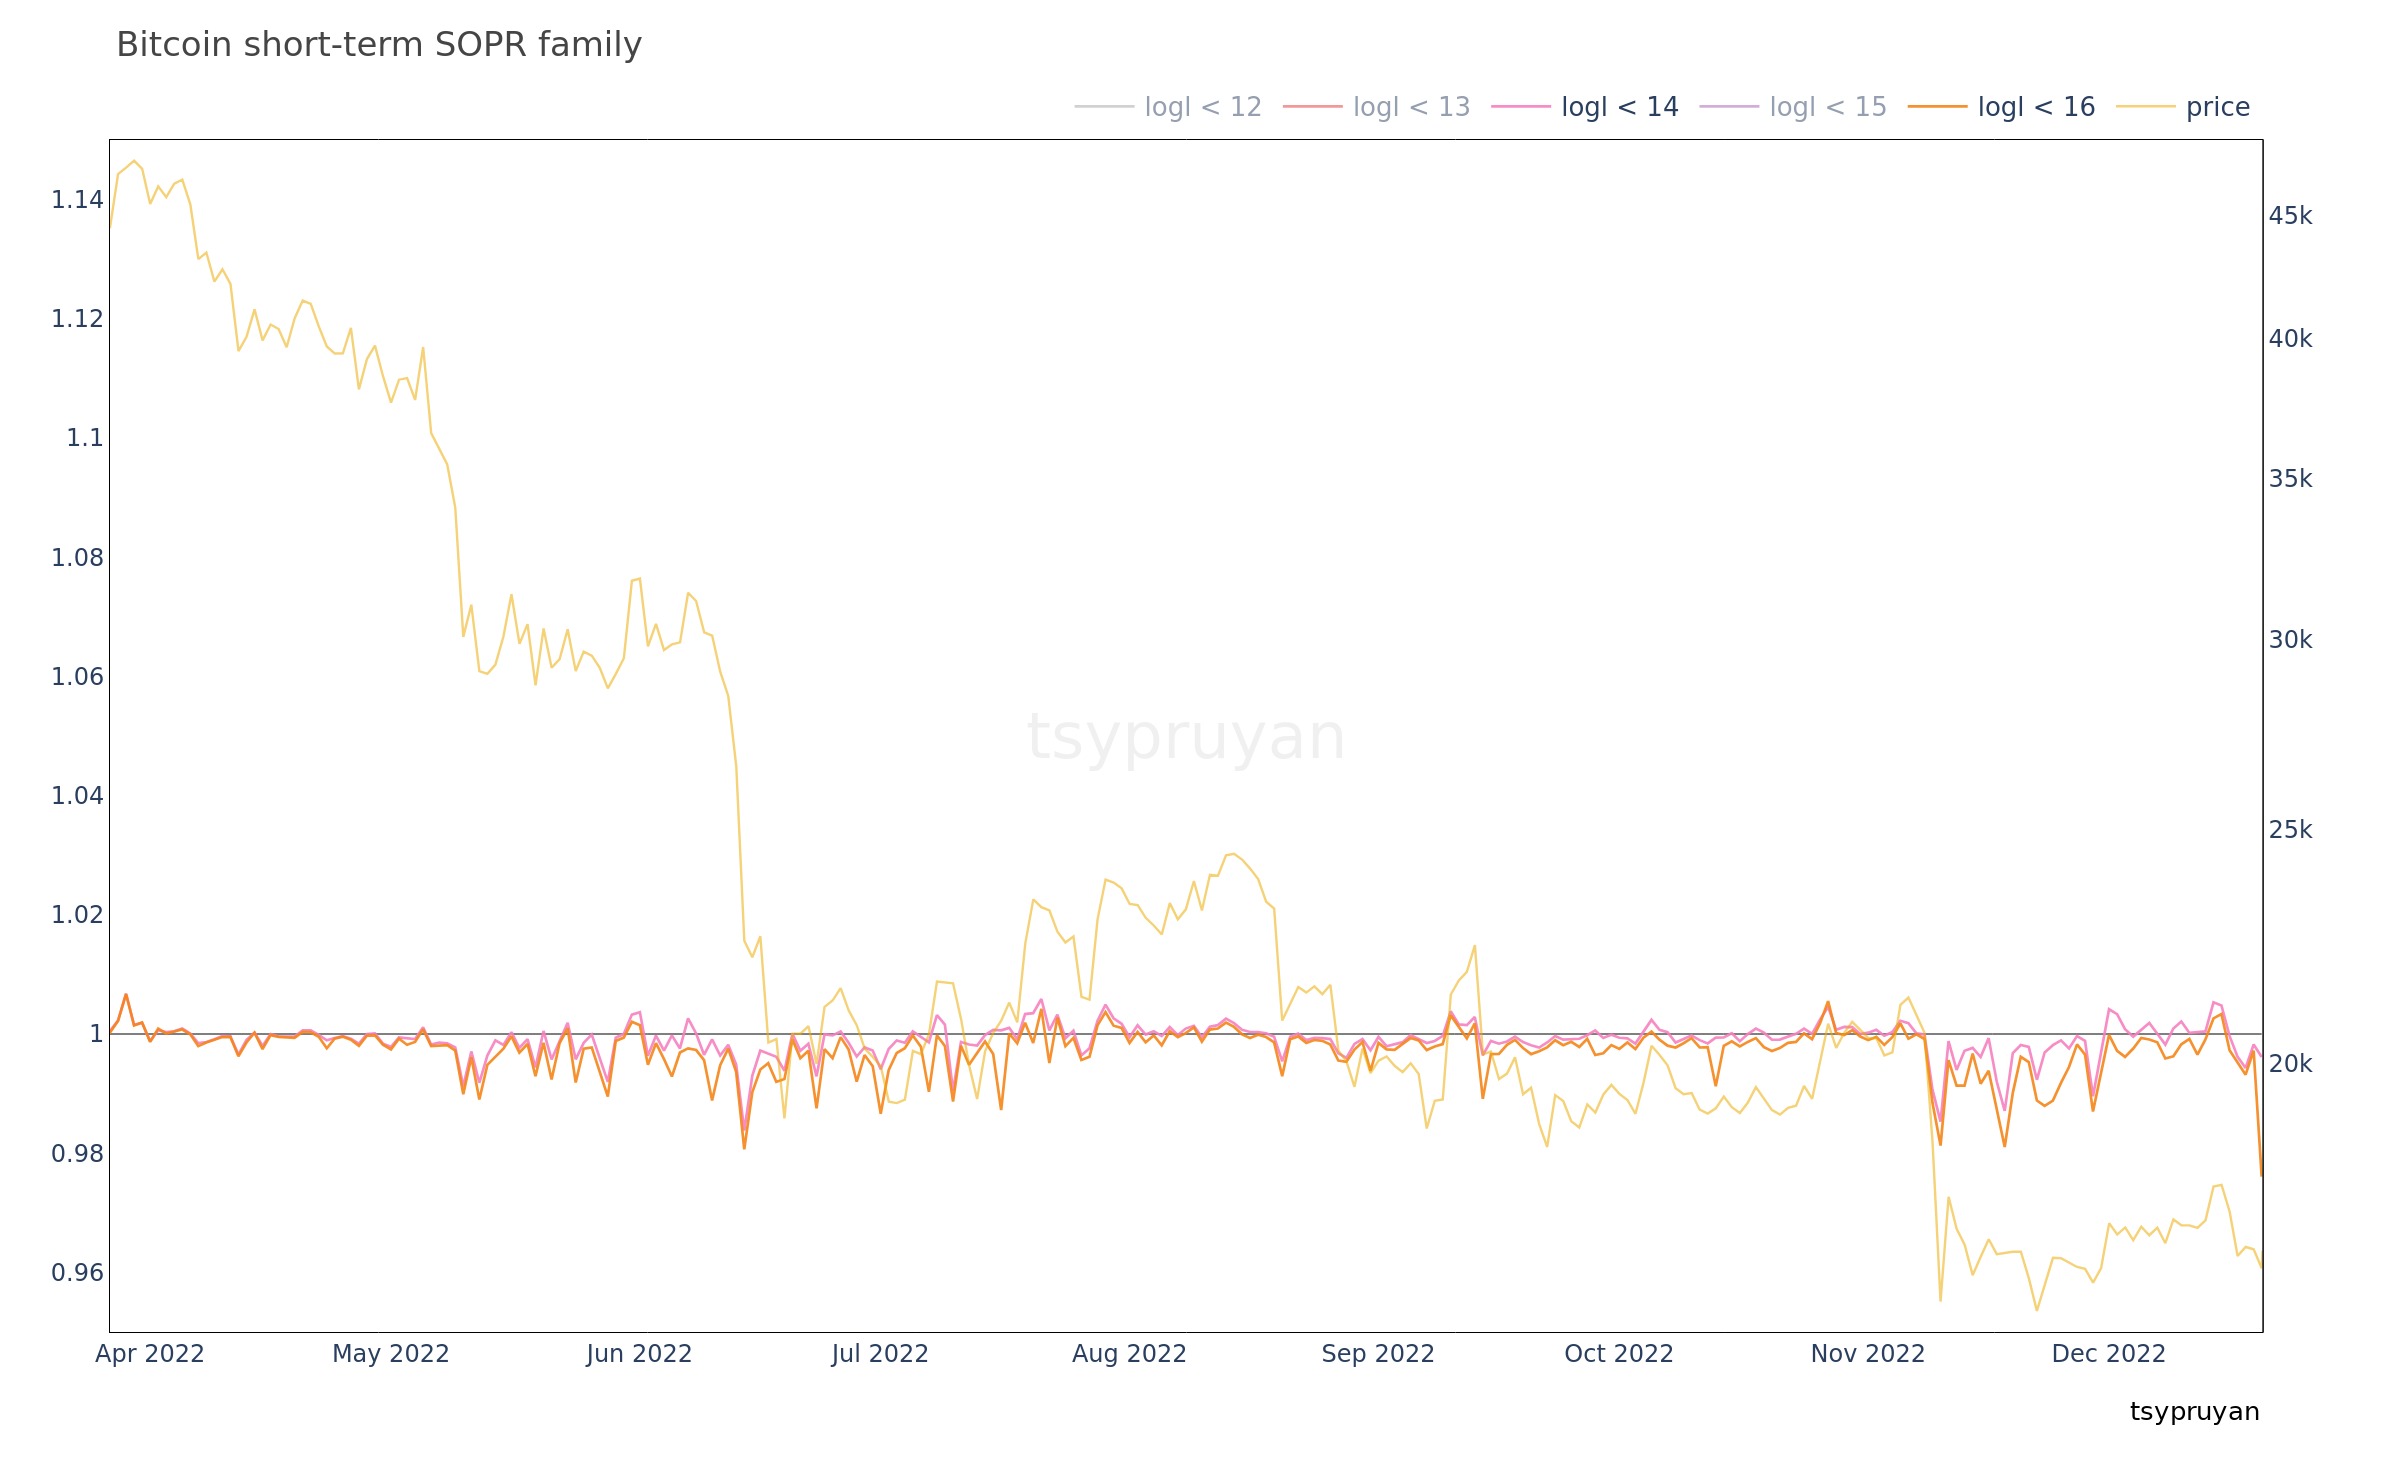 Bitcoin short-term SOPR family
logl < 12 logl < 13 logl < 14 logl < 15 logl < 16 price
1.14
1.12
1.1
1.08
1.06
1.04
1.02
1
0.98
0.96
45k
40k
35k
30k
25k
20k
tsypruyan
Apr 2022 May 2022 Jun 2022 Jul 2022 Aug 2022 Sep 2022 Oct 2022 Nov 2022 Dec 2022
tsypruyan